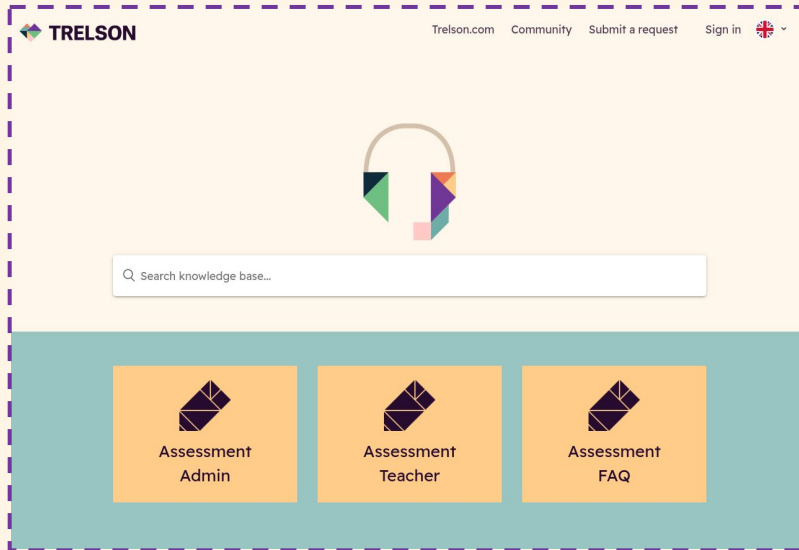 TRELSON
Trelson.com Community Submit a request Sign in
Search knowledge base...
Assessment
Admin
Assessment
Teacher
Assessment
FAQ